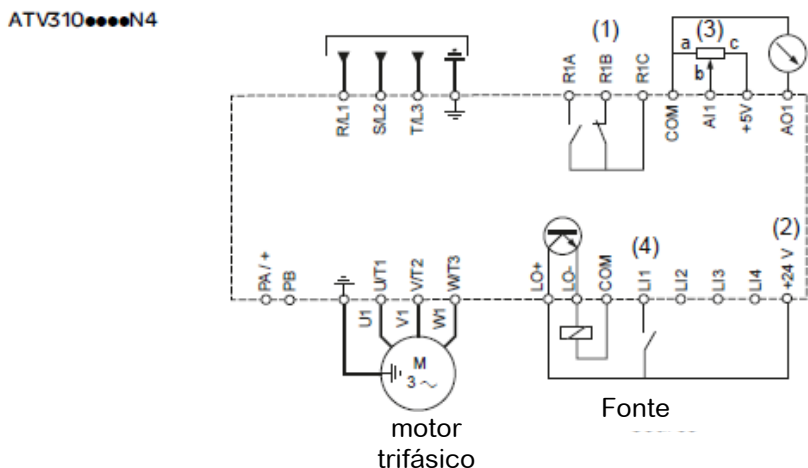 ATV310●●●●N4
(1)
(3)
a
c
b
R/L1
S/L2
T/L3
R1A
R1B
R1C
COM
AI1
+5V
AO1
(4)
(2)
PA / +
PB
U/T1
V/T2
W/T3
LO+
LO-
COM
LI1
LI2
LI3
LI4
+24 V
U1
V1
W1
M
3 ~
Fonte
motor
trifásico